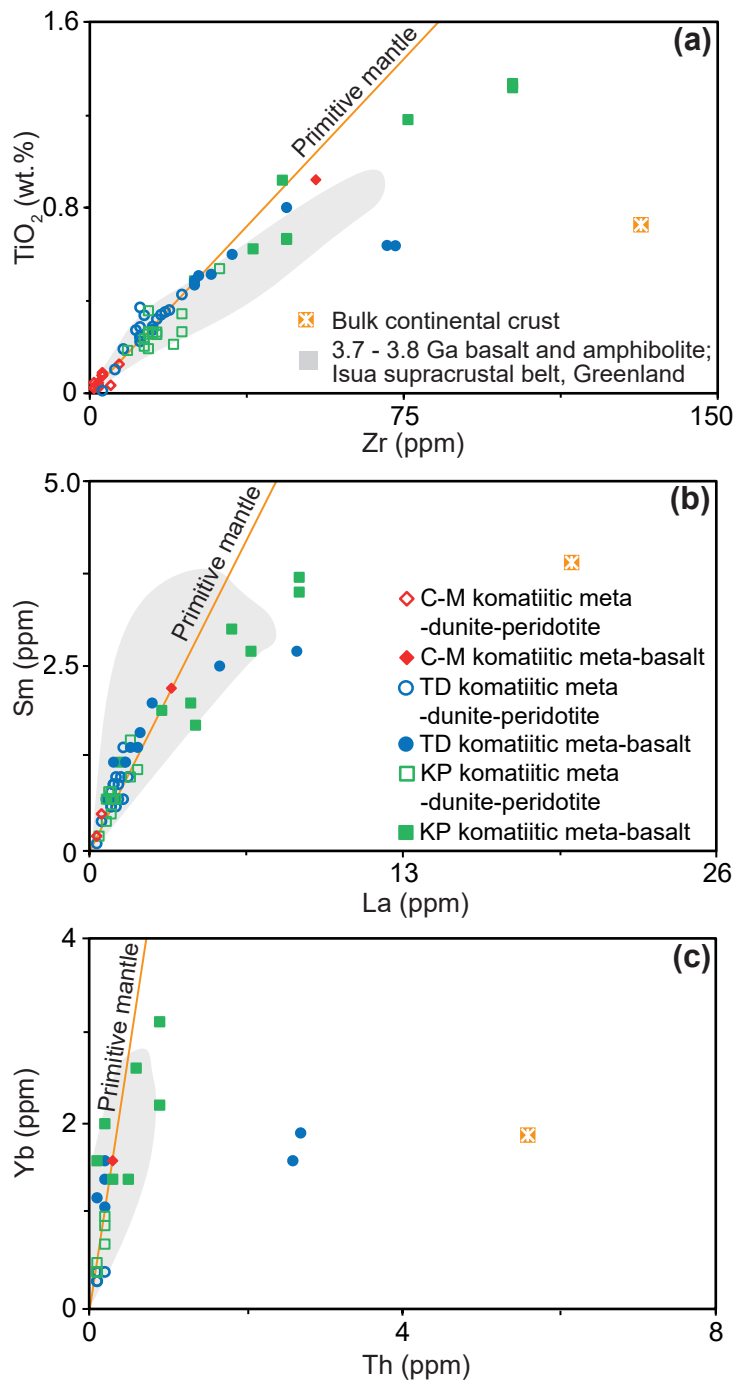 1.6
(a)
Primitive mantle
TiO2 (wt.%)
0.8
Bulk continental crust
3.7 - 3.8 Ga basalt and amphibolite;
Isua supracrustal belt, Greenland
0
0
75
150
Zr (ppm)
5.0
(b)
Primitive mantle
Sm (ppm)
2.5
C-M komatiitic meta
-dunite-peridotite
C-M komatiitic meta-basalt
TD komatiitic meta
-dunite-peridotite
TD komatiitic meta-basalt
KP komatiitic meta
-dunite-peridotite
KP komatiitic meta-basalt
0
0
13
26
La (ppm)
4
(c)
Primitive mantle
Yb (ppm)
2
0
0
4
8
Th (ppm)